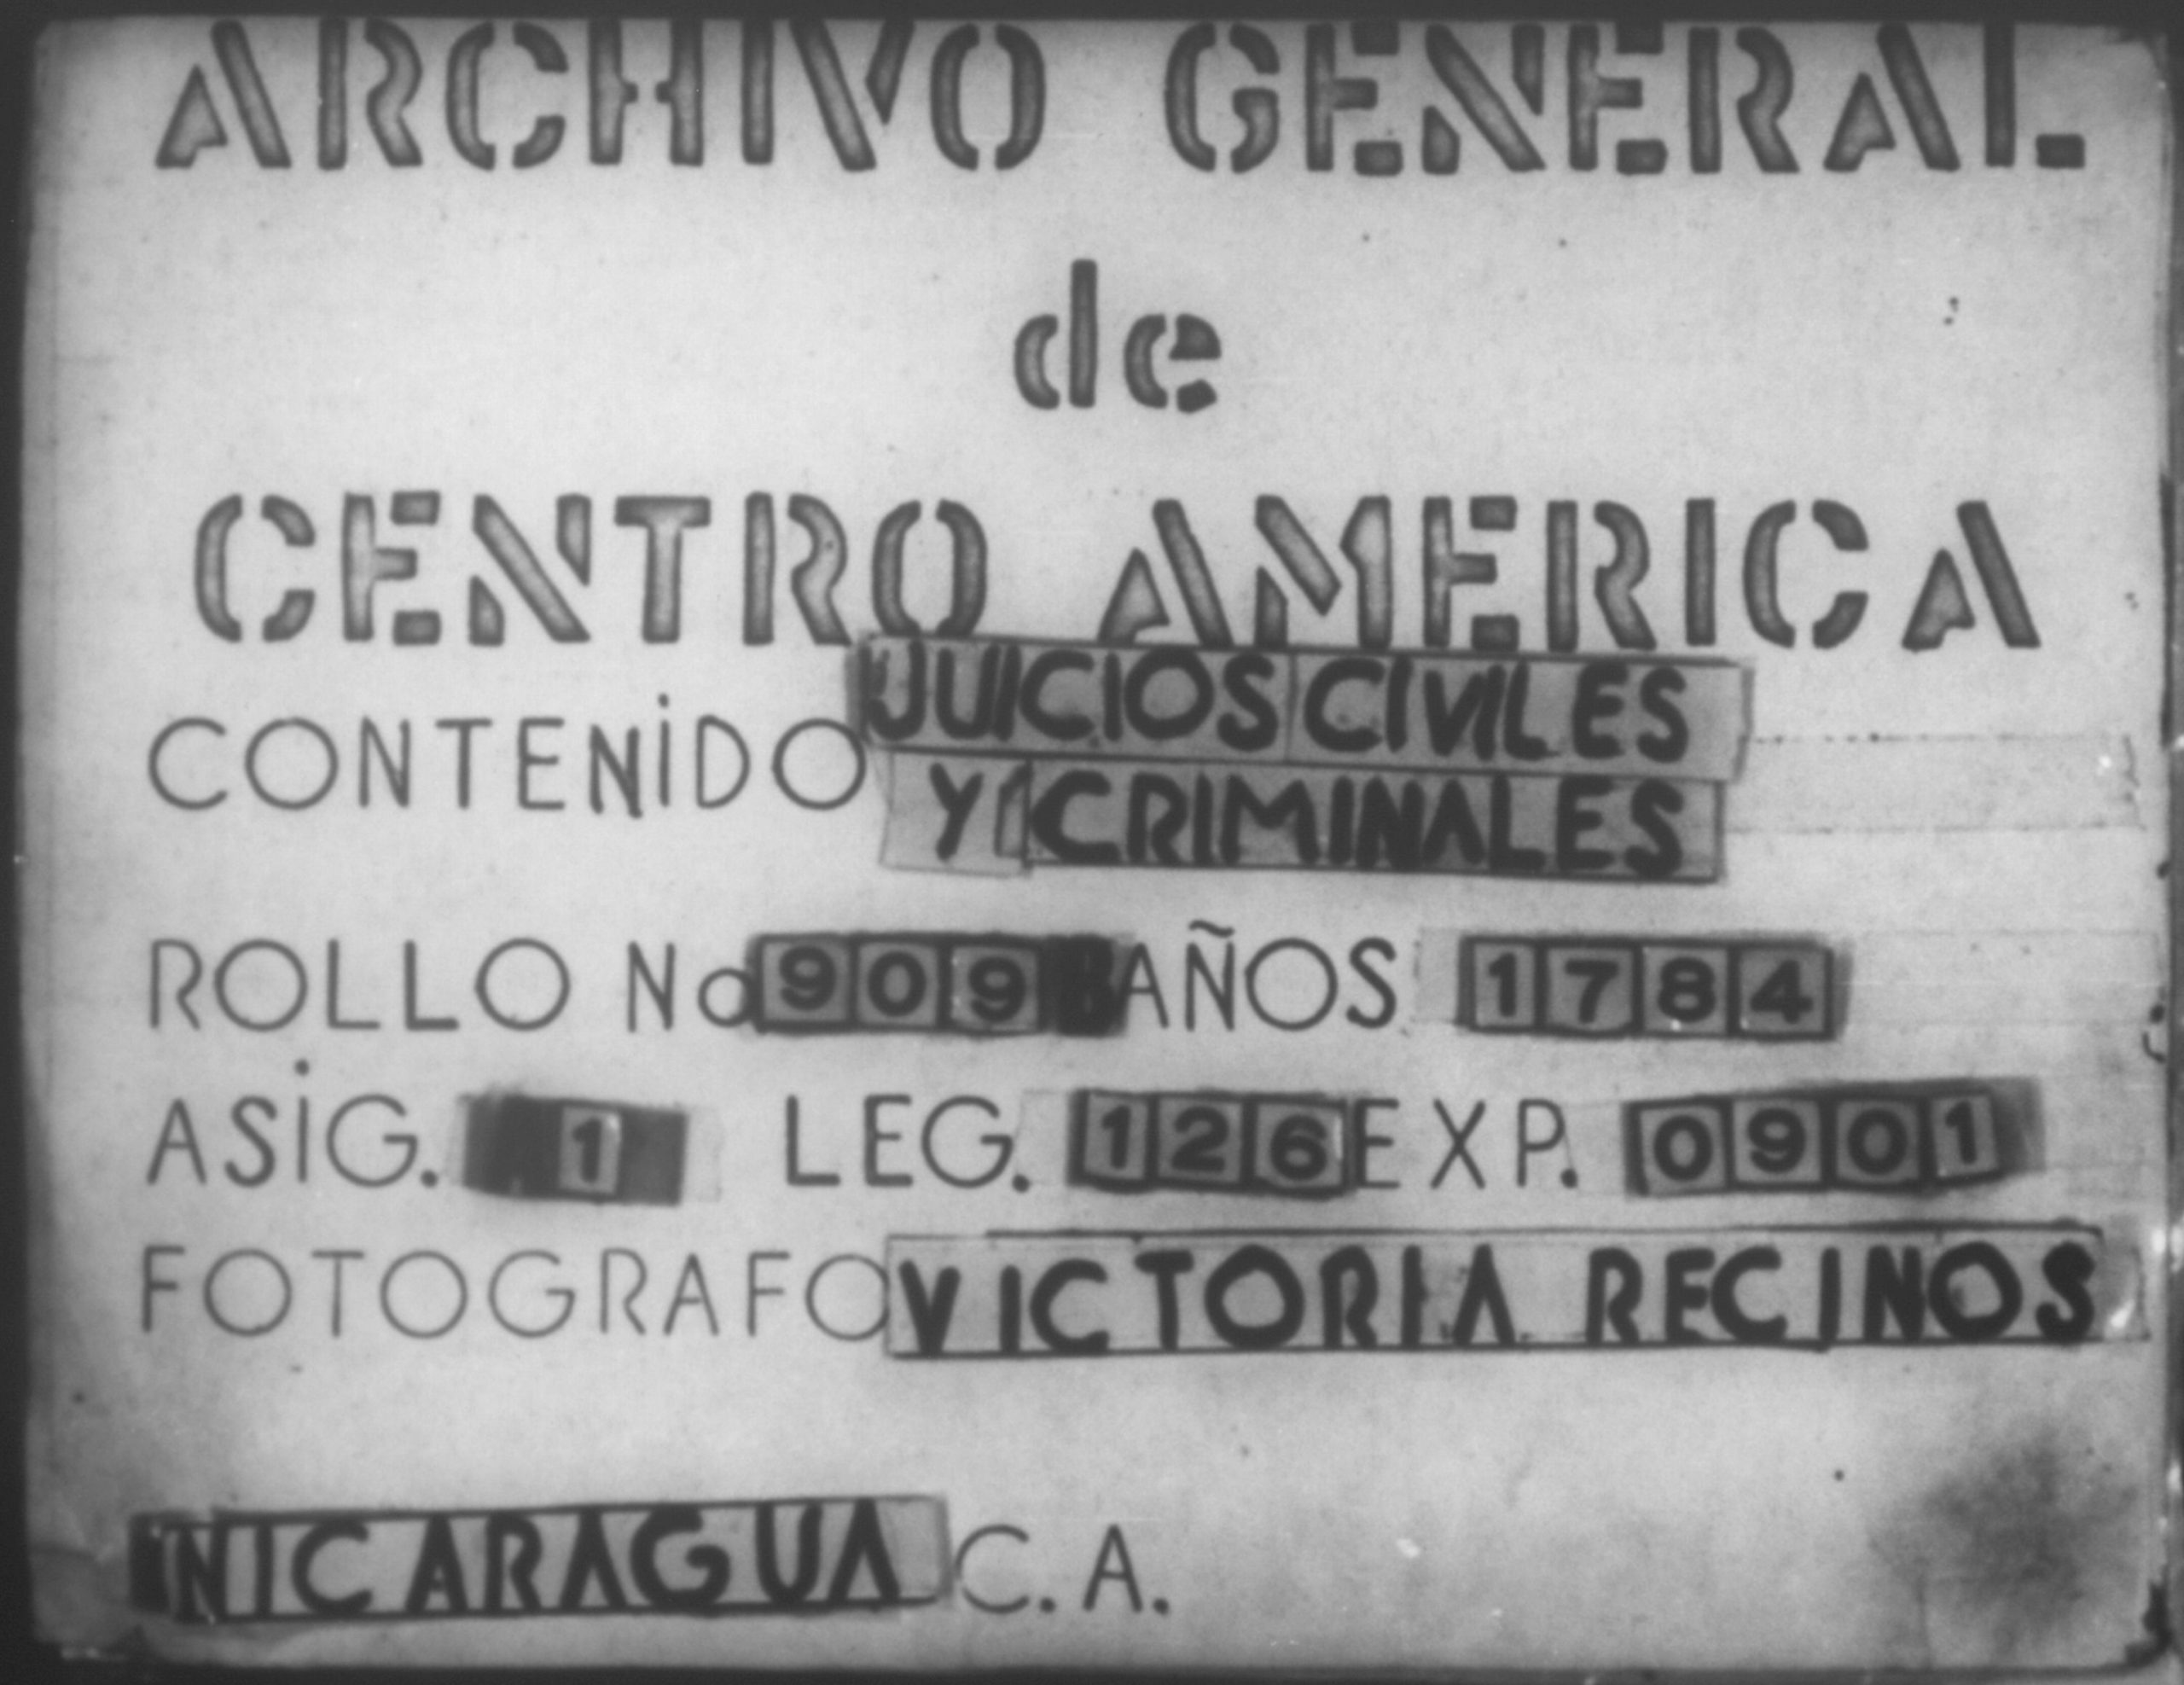 ARCHIVO GENERAL
de
CENTRO AMERICA
CONTENIDO JUICIOS CIVILES
Y CRIMINALES
ROLLO No 909 AÑOS 1784
ASIG. 1 LEG. 126 EXP. 0901
FOTOGRAFO VICTORIA RECINOS
NICARAGUA C.A.